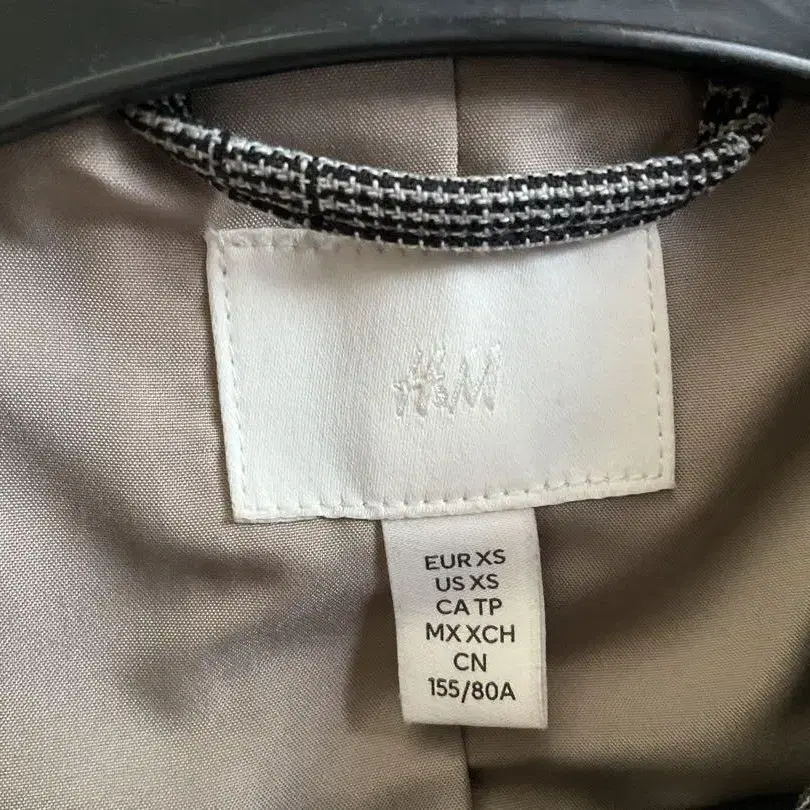 H&M
EUR XS
US XS
CA TP
MX XCH
CN
155/80A